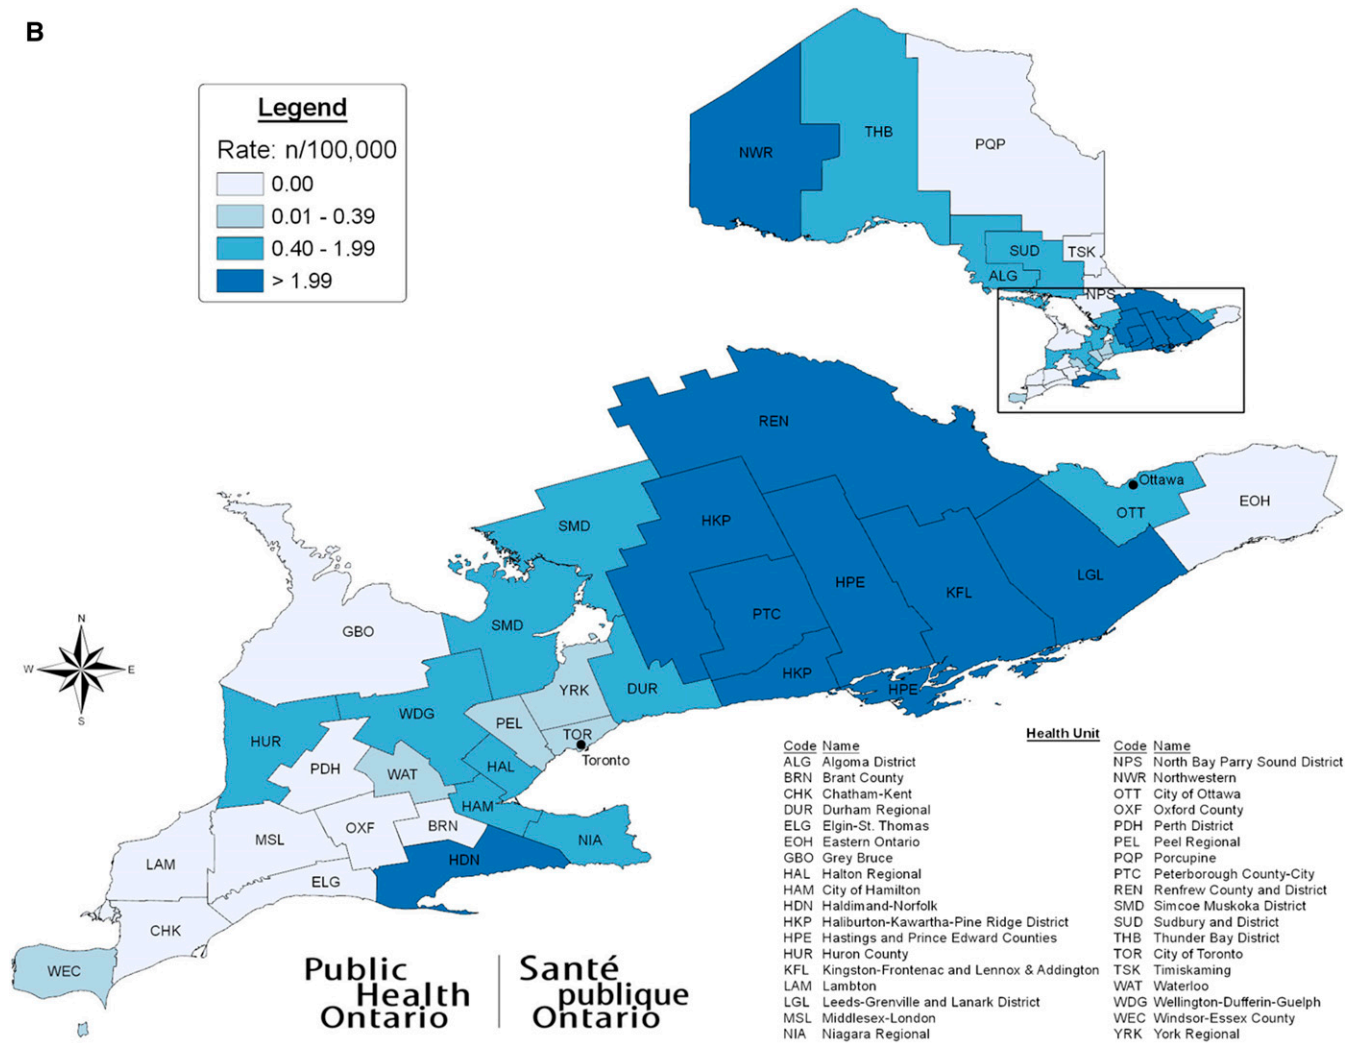 B
Legend
Rate: n/100,000
0.00
0.01 - 0.39
0.40 - 1.99
> 1.99
NWR
THB
PQP
SUD
TSK
ALG
NPS
REN
Ottawa
OTT
EOH
SMD
HKP
HPE
KFL
LGL
PTC
GBO
SMD
HKP
HPE
YRK
DUR
WDG
PEL
TOR
Toronto
HUR
PDH
WAT
HAL
HAM
MSL
OXF
BRN
NIA
LAM
HDN
ELG
CHK
WEC
N
W
E
S
Health Unit
Code Name
ALG Algoma District
BRN Brant County
CHK Chatham-Kent
DUR Durham Regional
ELG Elgin-St. Thomas
EOH Eastern Ontario
GBO Grey Bruce
HAL Halton Regional
HAM City of Hamilton
HDN Haldimand-Norfolk
HKP Haliburton-Kawartha-Pine Ridge District
HPE Hastings and Prince Edward Counties
HUR Huron County
KFL Kingston-Frontenac and Lennox & Addington
LAM Lambton
LGL Leeds-Grenville and Lanark District
MSL Middlesex-London
NIA Niagara Regional
Code Name
NPS North Bay Parry Sound District
NWR Northwestern
OTT City of Ottawa
OXF Oxford County
PDH Perth District
PEL Peel Regional
PQP Porcupine
PTC Peterborough County-City
REN Renfrew County and District
SMD Simcoe Muskoka District
SUD Sudbury and District
THB Thunder Bay District
TOR City of Toronto
TSK Timiskaming
WAT Waterloo
WDG Wellington-Dufferin-Guelph
WEC Windsor-Essex County
YRK York Regional
Public
Health
Ontario
Santé
publique
Ontario